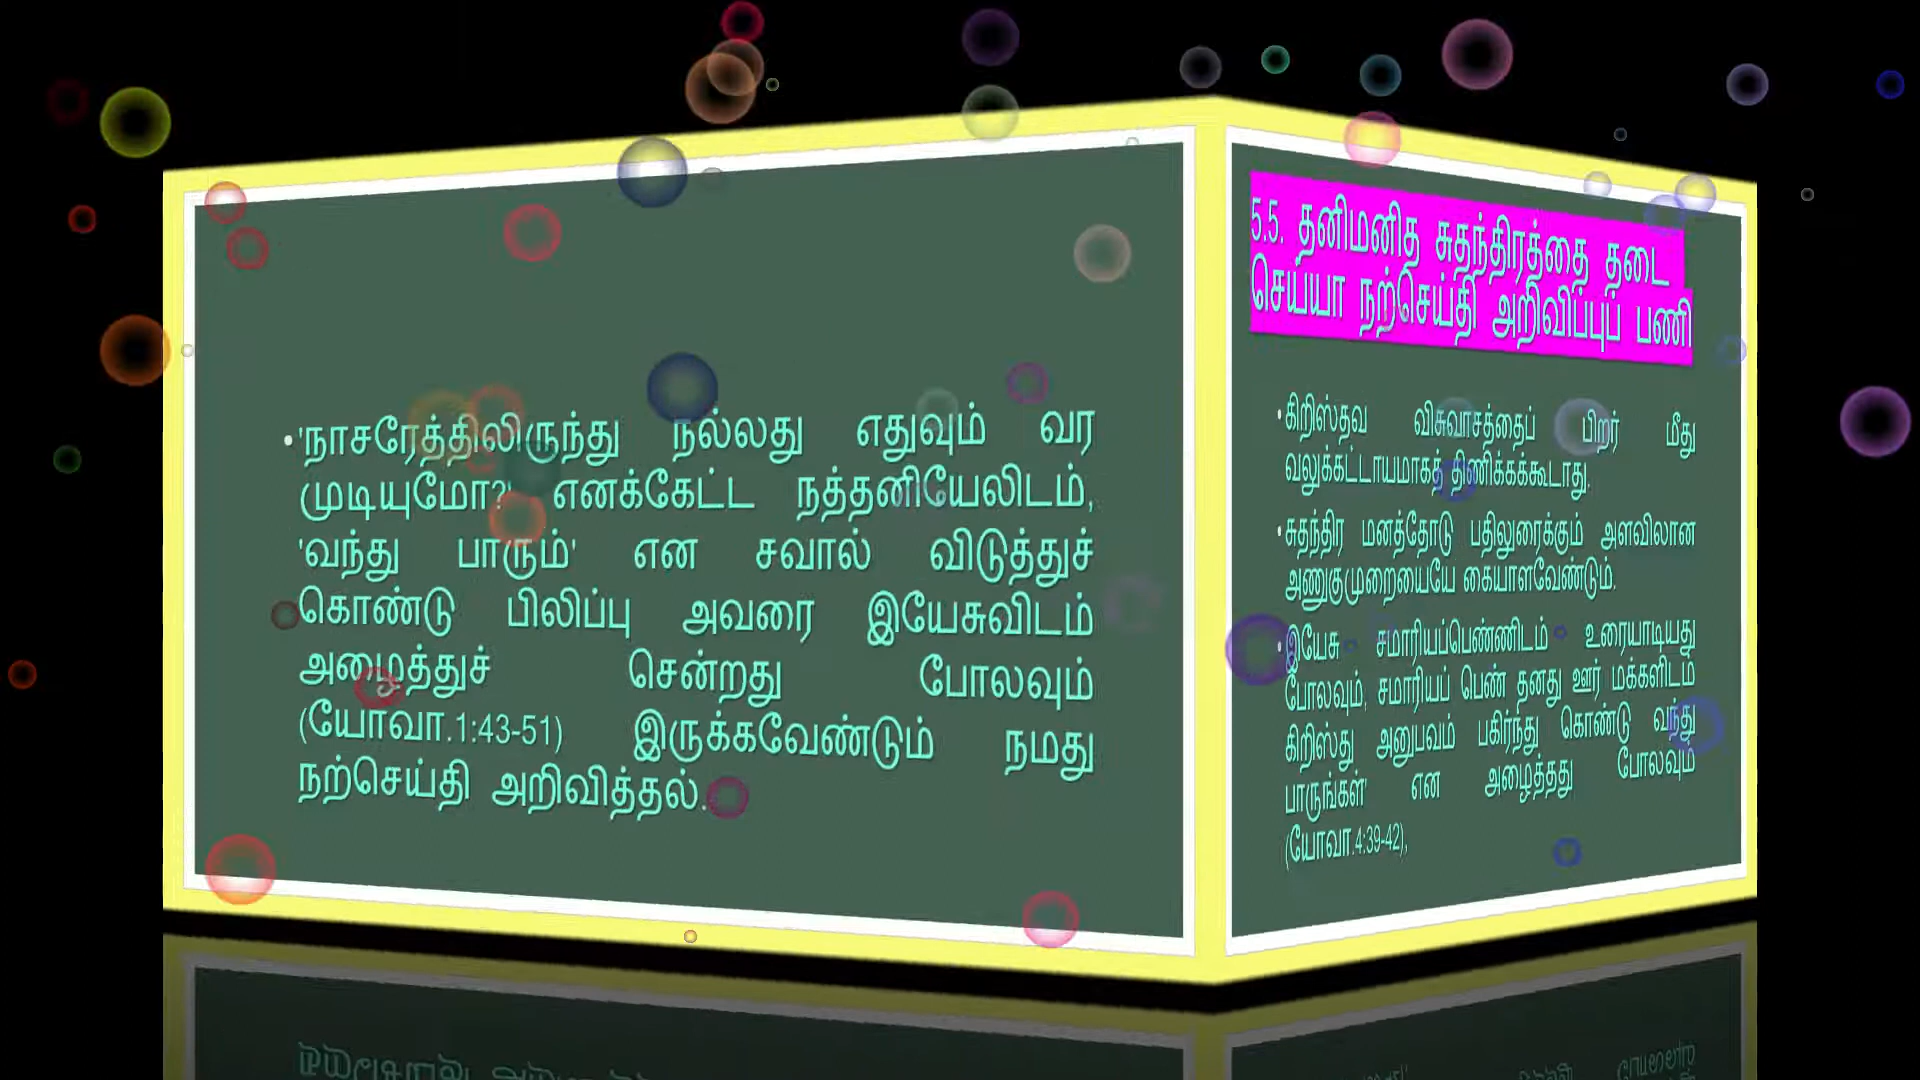 'நாசரேத்திலிருந்து நல்லது எதுவும் வர
முடியுமோ?' எனக்கேட்ட நத்தனியேலிடம்,
'வந்து பாரும்' என சவால் விடுத்துச்
கொண்டு பிலிப்பு அவரை இயேசுவிடம்
அழைத்துச் சென்றது போலவும்
(யோவா.1:43-51) இருக்கவேண்டும் நமது
நற்செய்தி அறிவித்தல்.
5.5. தனிமனித சுதந்திரத்தை தடை
செய்யா நற்செய்தி அறிவிப்புப் பணி
கிறிஸ்தவ விசுவாசத்தைப் பிறர் மீது
வலுக்கட்டாயமாகத் திணிக்கக்கூடாது.
சுதந்திர மனத்தோடு பதிலுரைக்கும் அளவிலான
அணுகுமுறையையே கையாளவேண்டும்.
இயேசு சமாரியப்பெண்ணிடம் உரையாடியது
போலவும், சமாரியப் பெண் தனது ஊர் மக்களிடம்
கிறிஸ்து அனுபவம் பகிர்ந்து கொண்டு வந்து
பாருங்கள்' என அழைத்தது போலவும்
(யோவா.4:39-42),